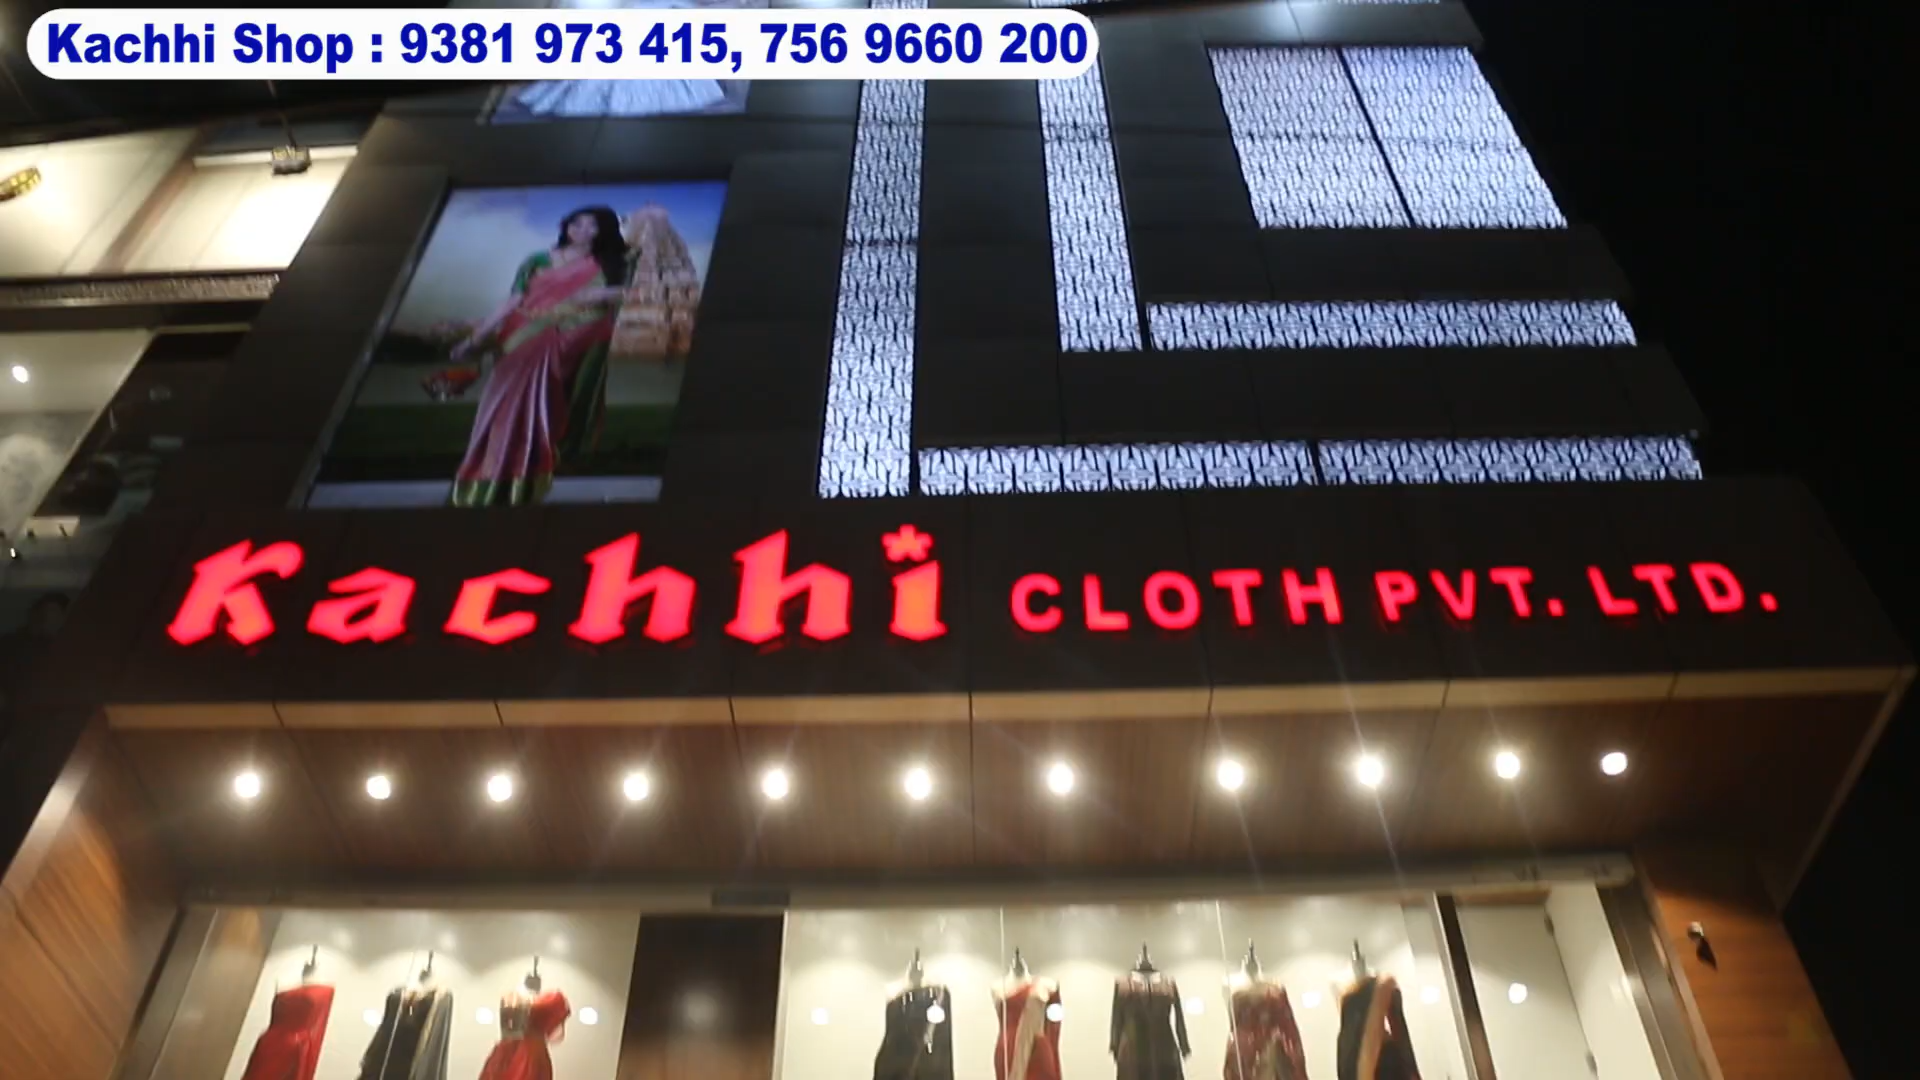 Kachhi Shop : 9381 973 415, 756 9660 200
Kachhi CLOTH PVT. LTD.